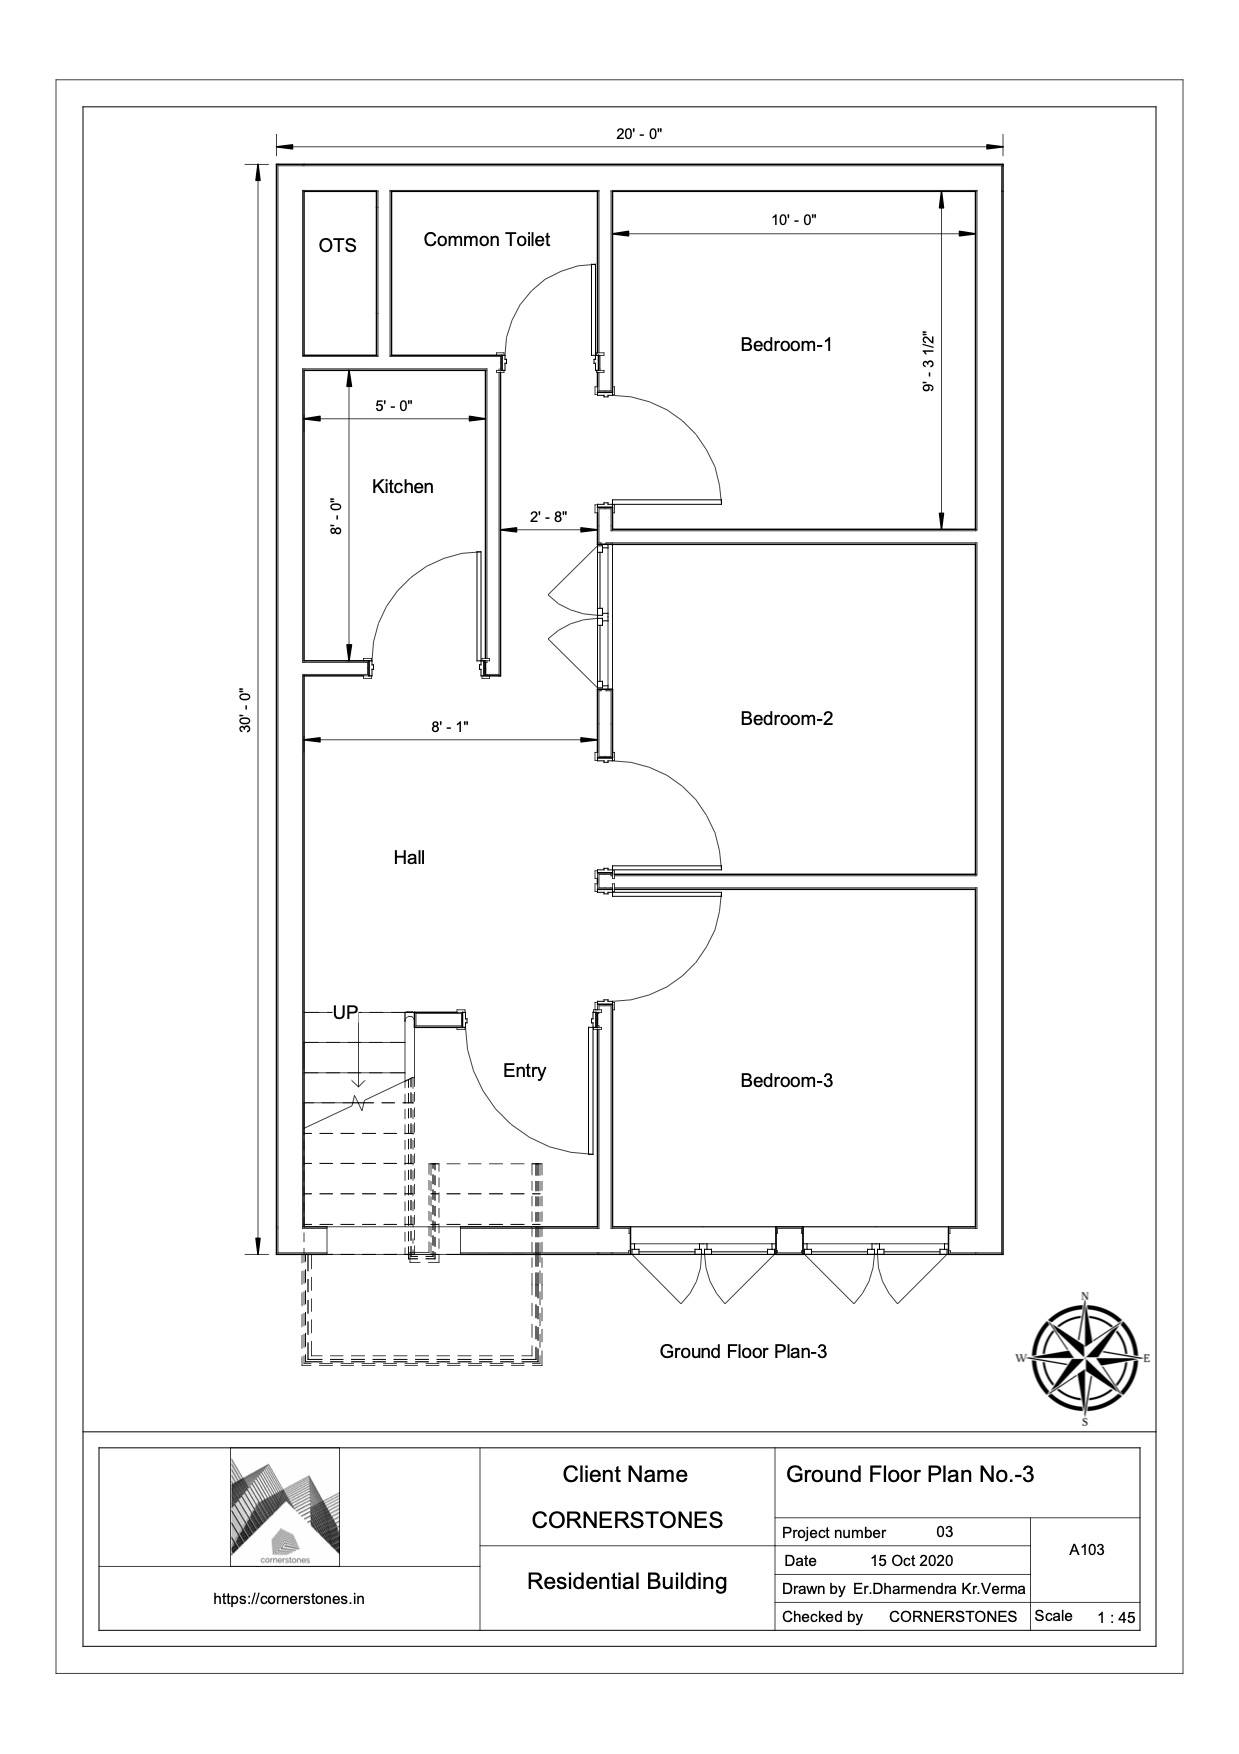 20' - 0"
10' - 0"
OTS
Common Toilet
Bedroom-1
9' - 3 1/2"
5' - 0"
Kitchen
8' - 0"
2' - 8"
30' - 0"
8' - 1"
Bedroom-2
Hall
UP
Entry
Bedroom-3
N
W
E
S
Ground Floor Plan-3
cornerstones
https://cornerstones.in
Client Name
CORNERSTONES
Residential Building
Ground Floor Plan No.-3
Project number 03
Date 15 Oct 2020
Drawn by Er.Dharmendra Kr.Verma
Checked by CORNERSTONES
A103
Scale 1 : 45